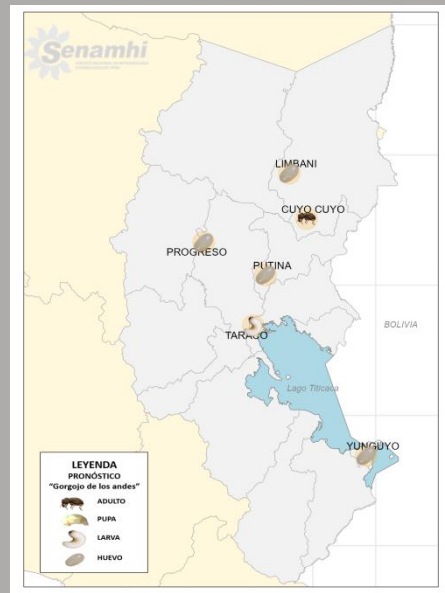 Senamhi
LIMBANI
CUYO CUYO
PROGRESO
PUTINA
TARACO
BOLIVIA
Lago Titicaca
YUNGUYO
LEYENDA
PRONÓSTICO
"Gorgojo de los andes"
ADULTO
PUPA
LARVA
HUEVO